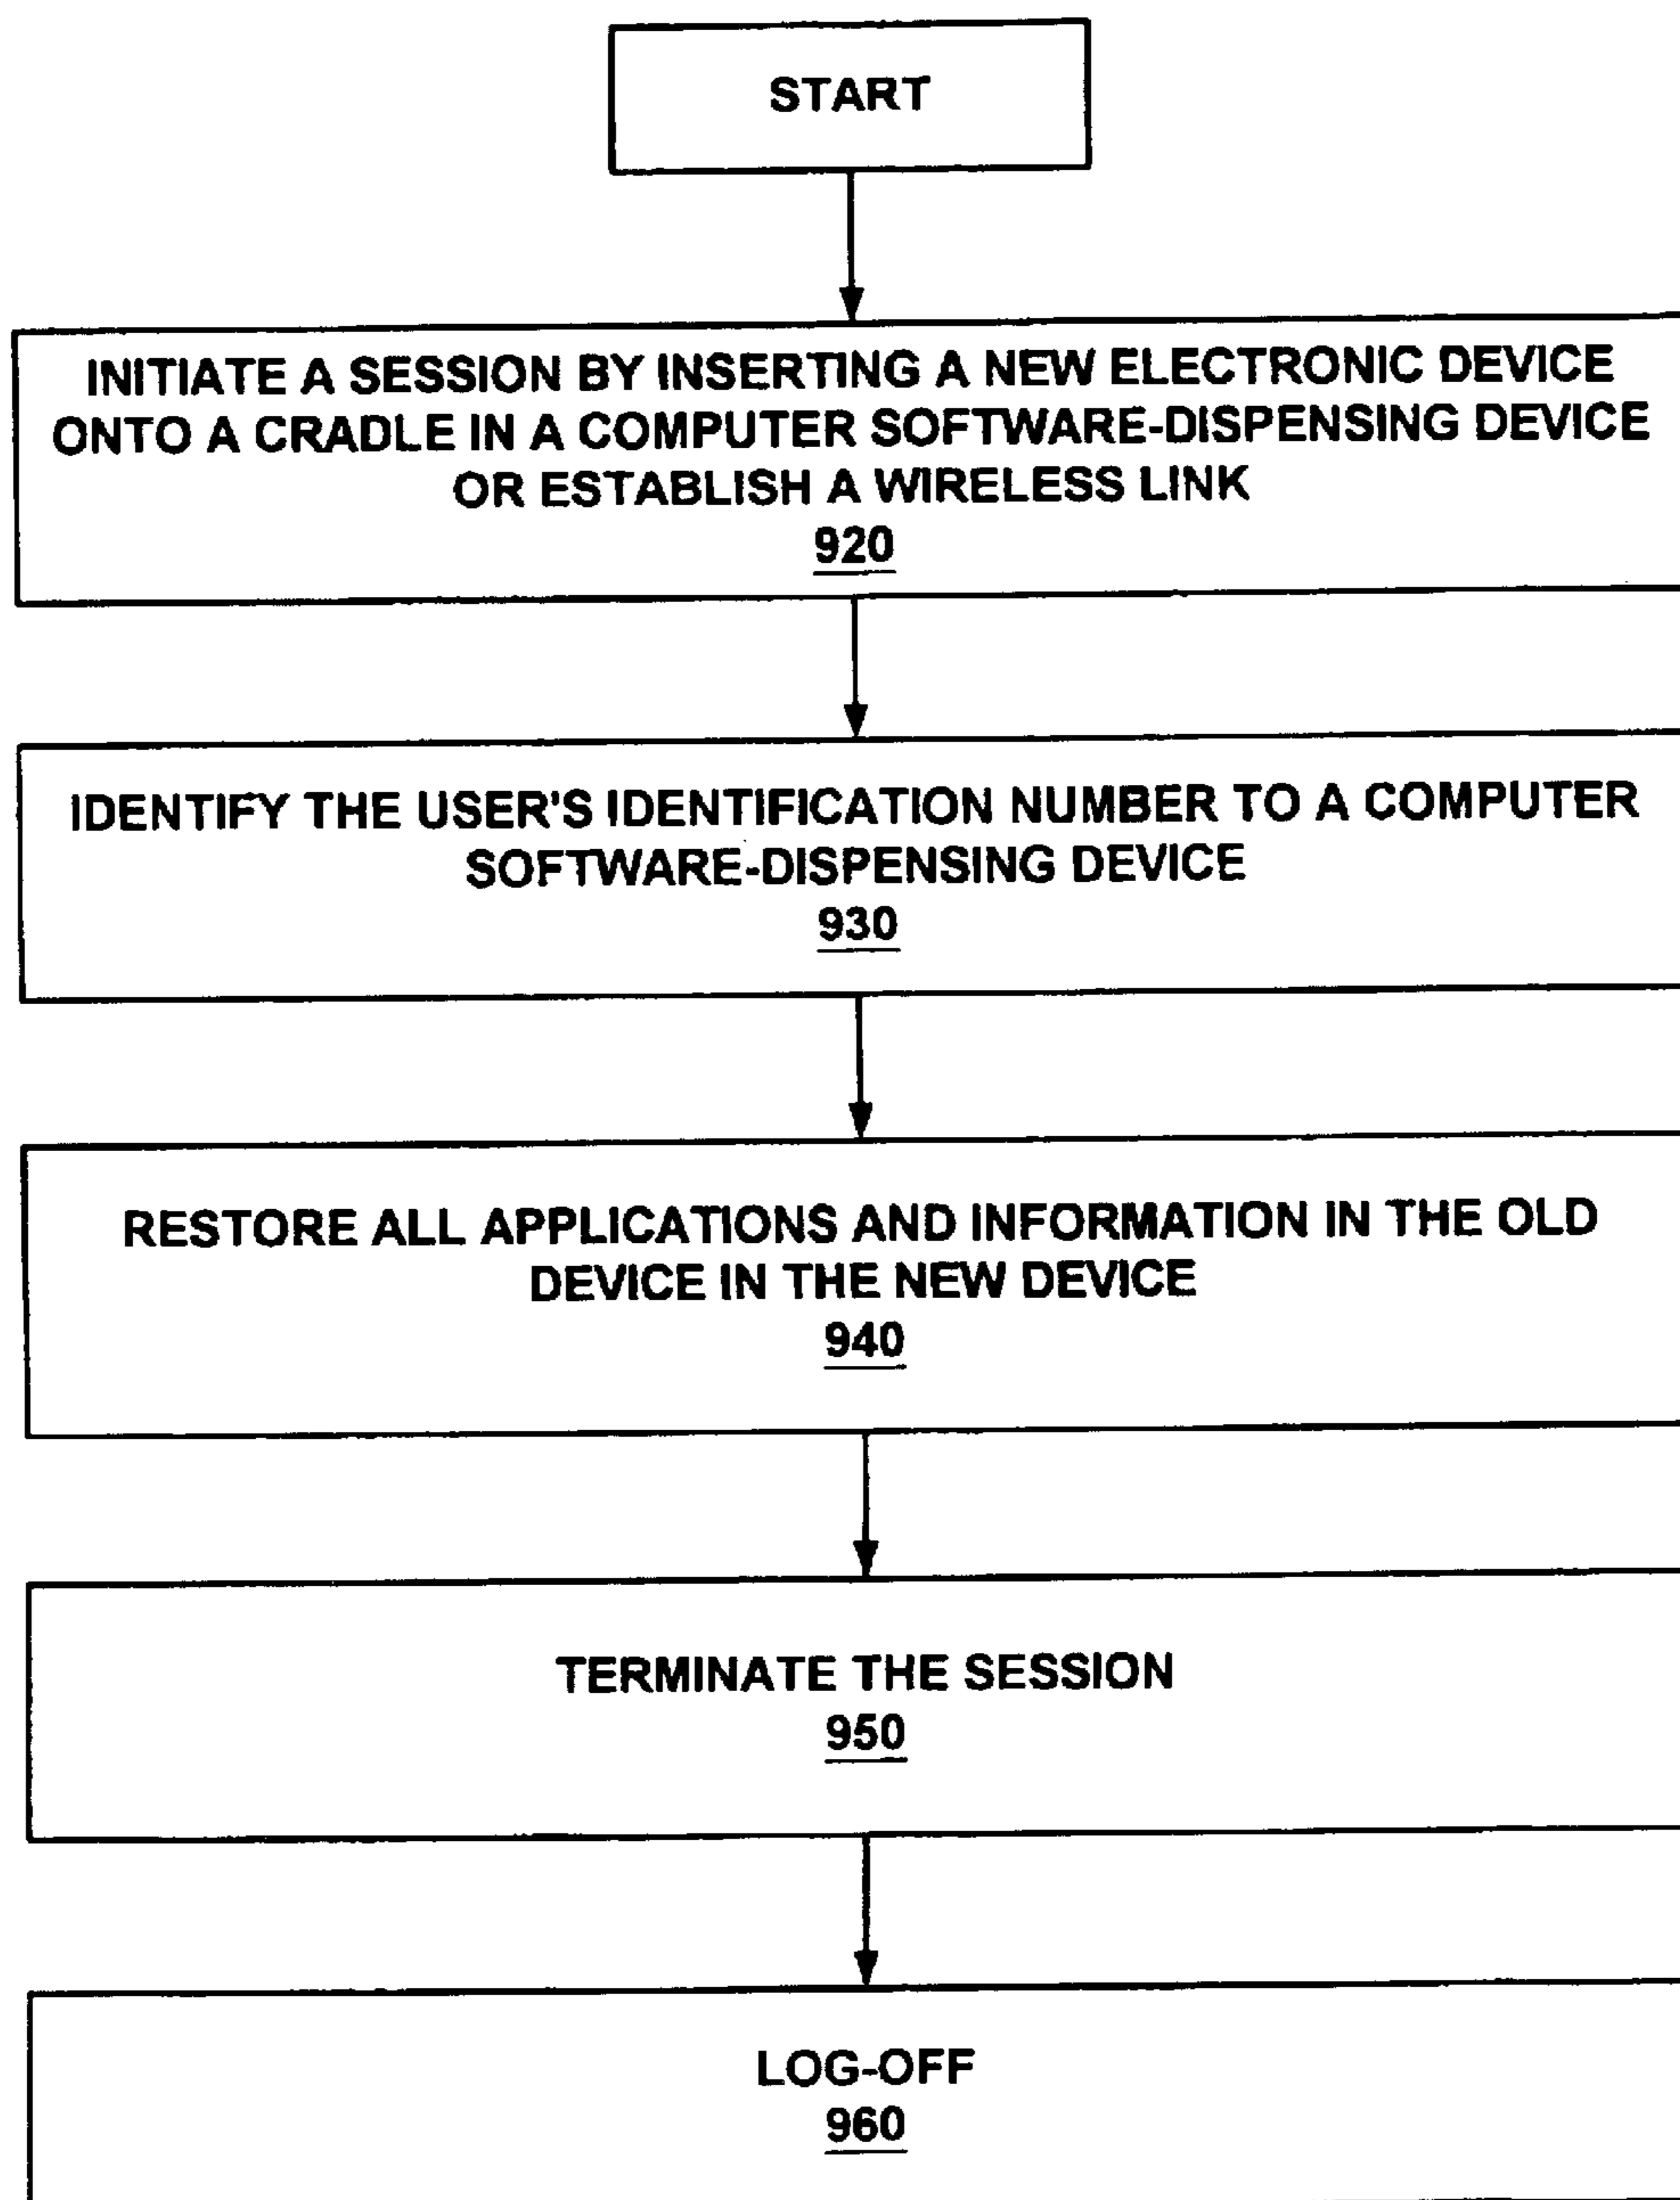 START
INITIATE A SESSION BY INSERTING A NEW ELECTRONIC DEVICE
ONTO A CRADLE IN A COMPUTER SOFTWARE-DISPENSING DEVICE
OR ESTABLISH A WIRELESS LINK
920
IDENTIFY THE USER'S IDENTIFICATION NUMBER TO A COMPUTER
SOFTWARE-DISPENSING DEVICE
930
RESTORE ALL APPLICATIONS AND INFORMATION IN THE OLD
DEVICE IN THE NEW DEVICE
940
TERMINATE THE SESSION
950
LOG-OFF
960